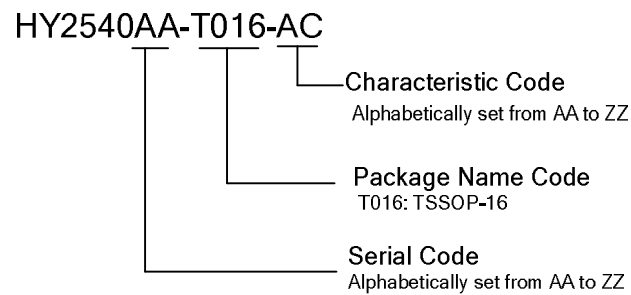 HY2540AA-T016-AC
Characteristic Code
Alphabetically set from AA to ZZ
Package Name Code
T016: TSSOP-16
Serial Code
Alphabetically set from AA to ZZ